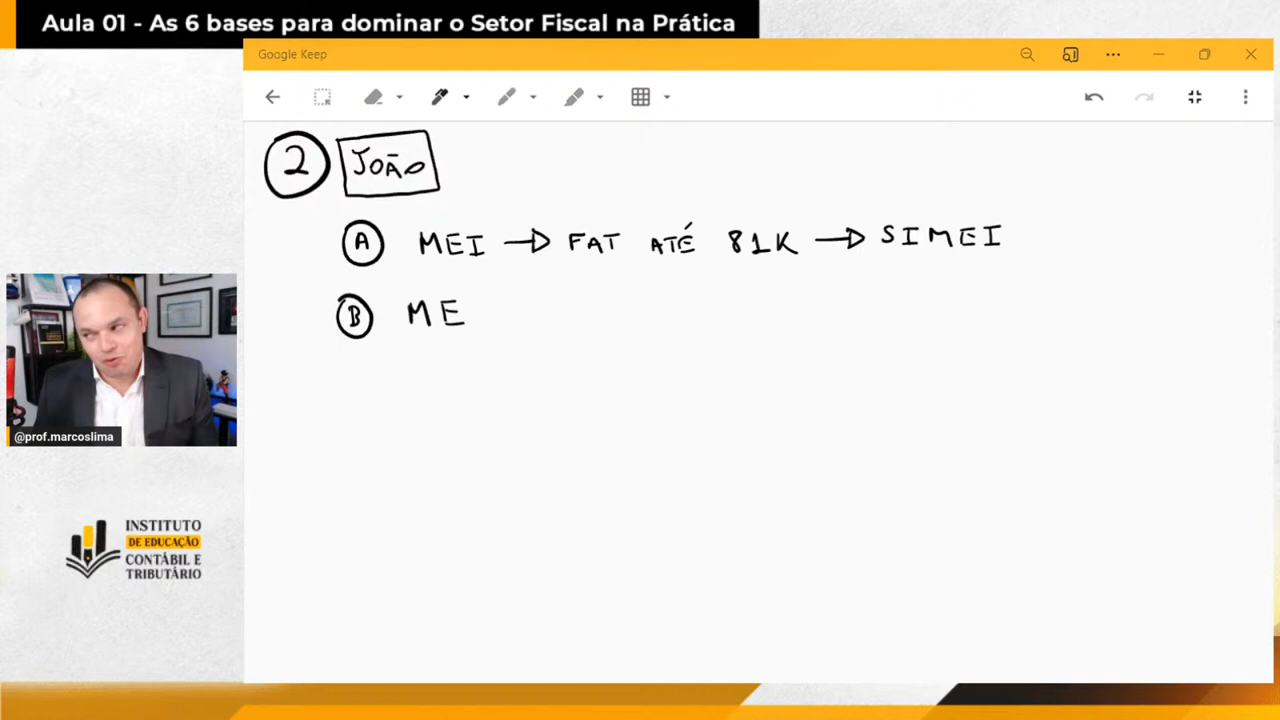 Aula 01 - As 6 bases para dominar o Setor Fiscal na Prática
Google Keep
2 JOÃO
A MEI → FAT ATÉ 81K → SIMEI
B ME
@prof.marcoslima
INSTITUTO
DE EDUCAÇÃO
CONTÁBIL E
TRIBUTÁRIO